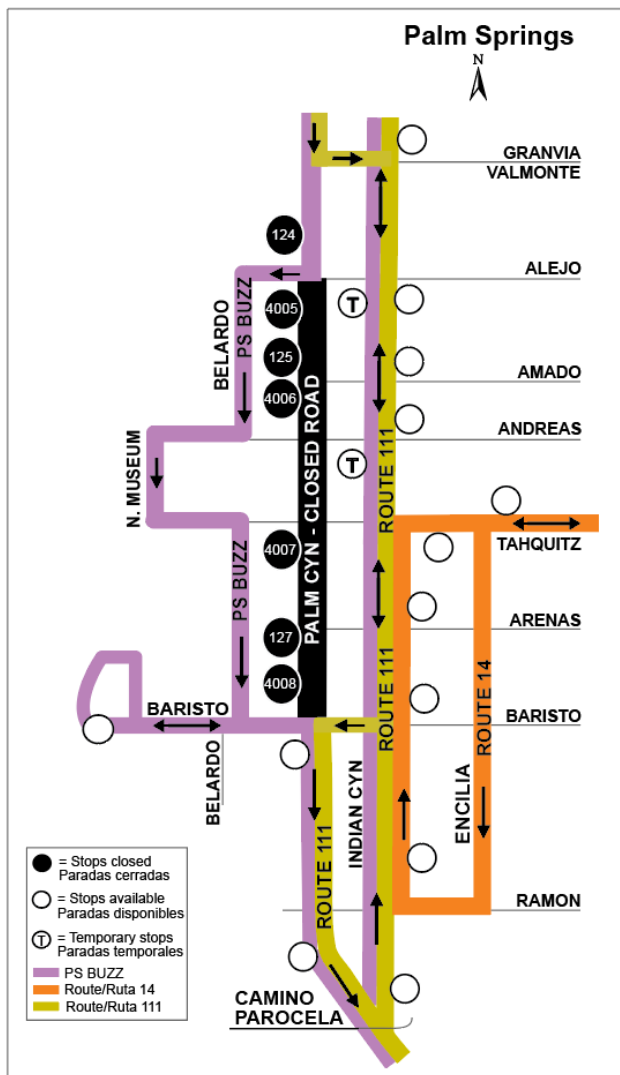 Palm Springs
N
GRANVIA
VALMONTE
124
ALEJO
BELARDO
PS BUZZ
4005
T
125
AMADO
4006
ANDREAS
N. MUSEUM
PALM CYN - CLOSED ROAD
T
ROUTE 111
TAHQUITZ
4007
PS BUZZ
ARENAS
127
4008
ROUTE 111
ROUTE 14
BARISTO
BARISTO
BELARDO
INDIAN CYN
ENCILIA
ROUTE 111
RAMON
= Stops closed
Paradas cerradas
= Stops available
Paradas disponibles
T = Temporary stops
Paradas temporales
PS BUZZ
Route/Ruta 14
Route/Ruta 111
CAMINO
PAROCELA